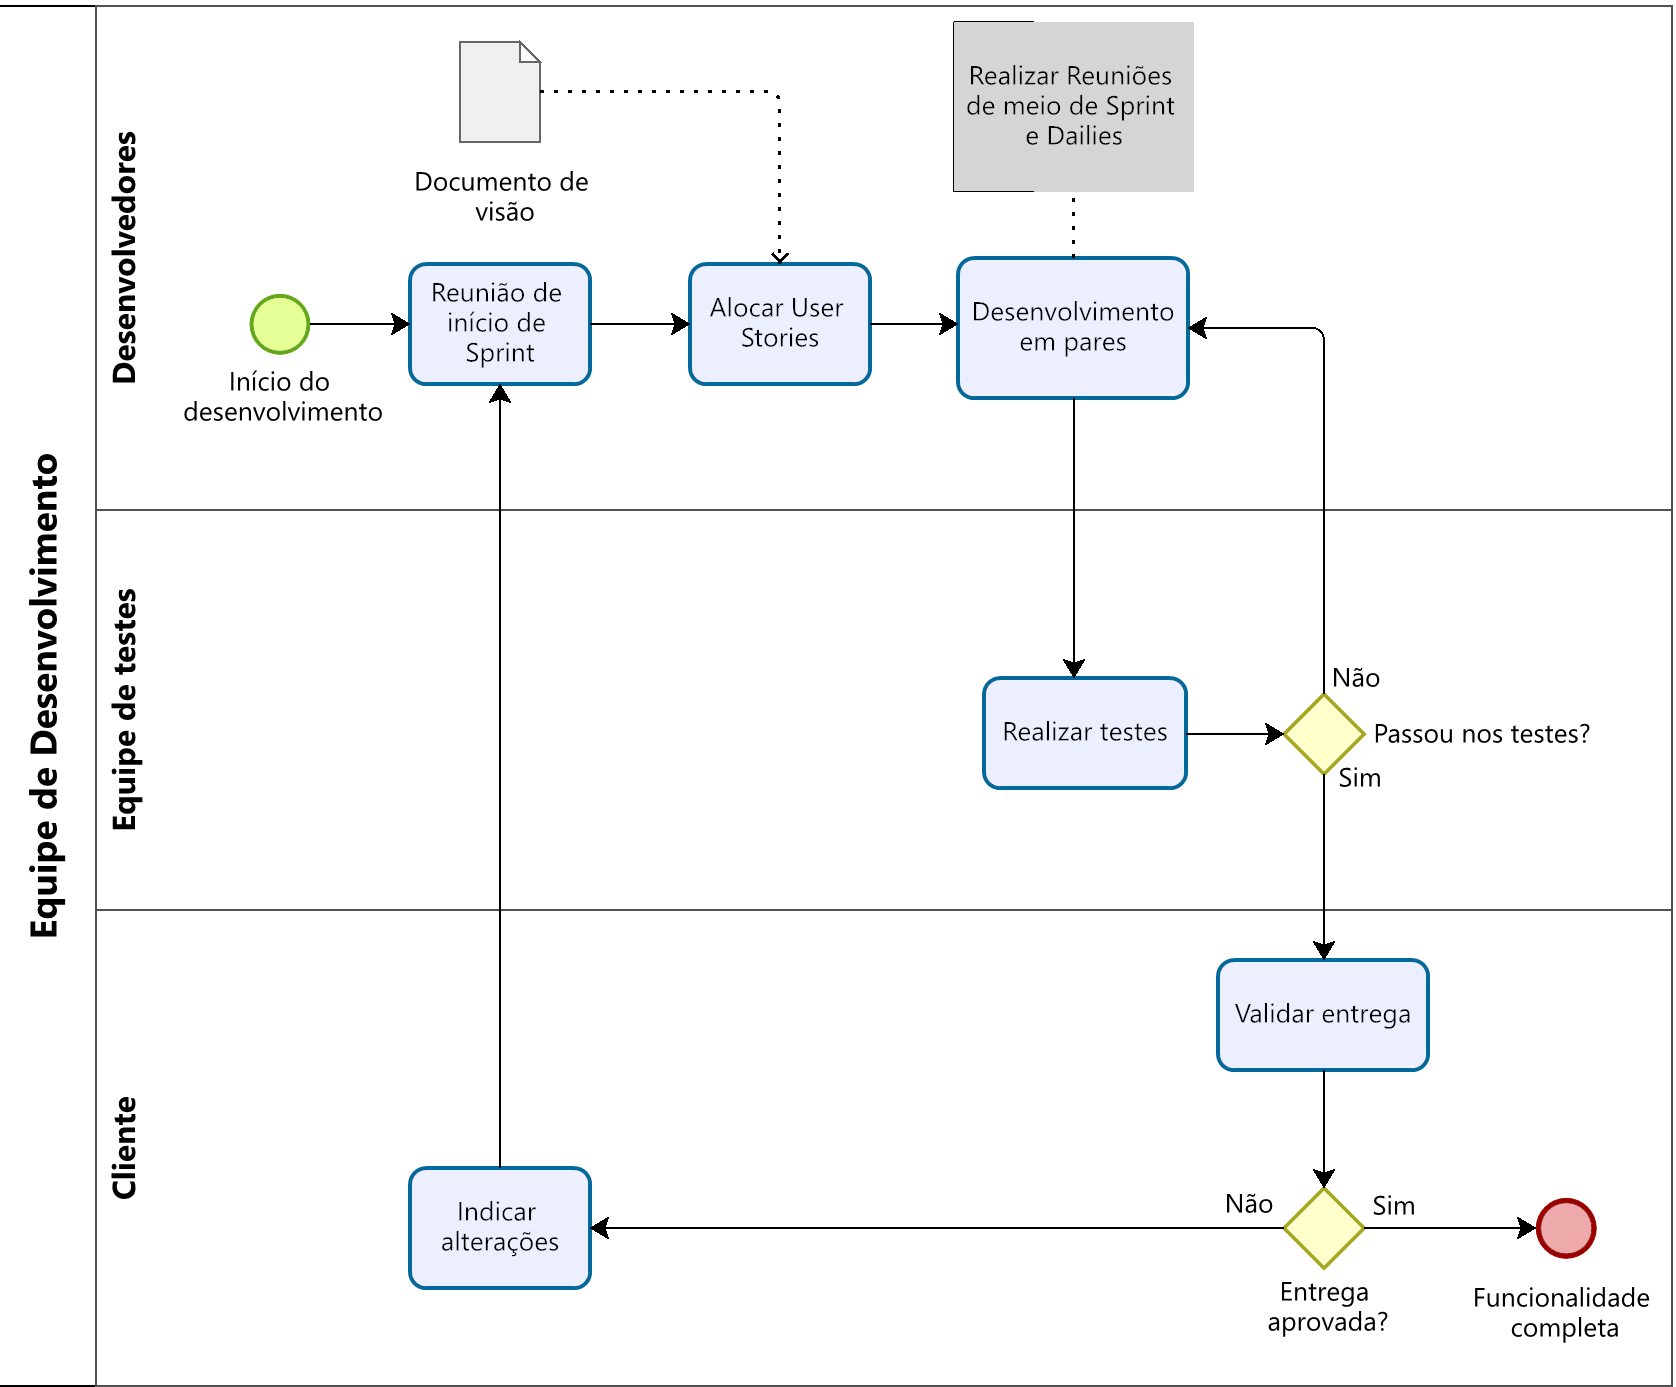 Equipe de Desenvolvimento
Desenvolvedores
Documento de
visão
Realizar Reuniões
de meio de Sprint
e Dailies
Início do
desenvolvimento
Reunião de
início de
Sprint
Alocar User
Stories
Desenvolvimento
em pares
Equipe de testes
Realizar testes
Não
Passou nos testes?
Sim
Cliente
Validar entrega
Indicar
alterações
Não
Sim
Entrega
aprovada?
Funcionalidade
completa